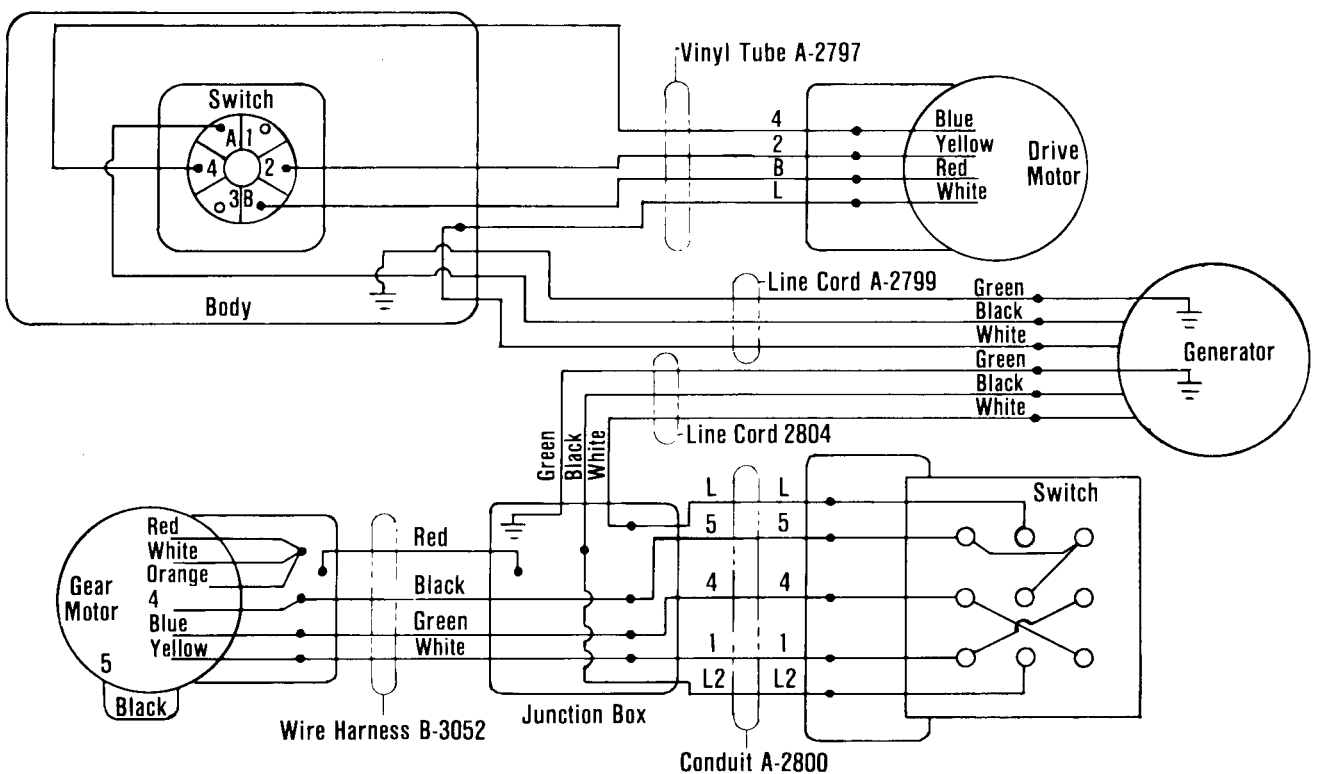 Vinyl Tube A-2797
Switch
A 1
4 2
3 B
Body
4
2
B
L
Blue
Yellow
Red
White
Drive
Motor
Line Cord A-2799
Green
Black
White
Green
Black
White
Generator
Line Cord 2804
Green
Black
White
L L
5 5
4 4
1 1
L2 L2
Switch
Red
White
Orange
4
Blue
Yellow
5
Gear
Motor
Black
Red
Black
Green
White
Wire Harness B-3052
Junction Box
Conduit A-2800